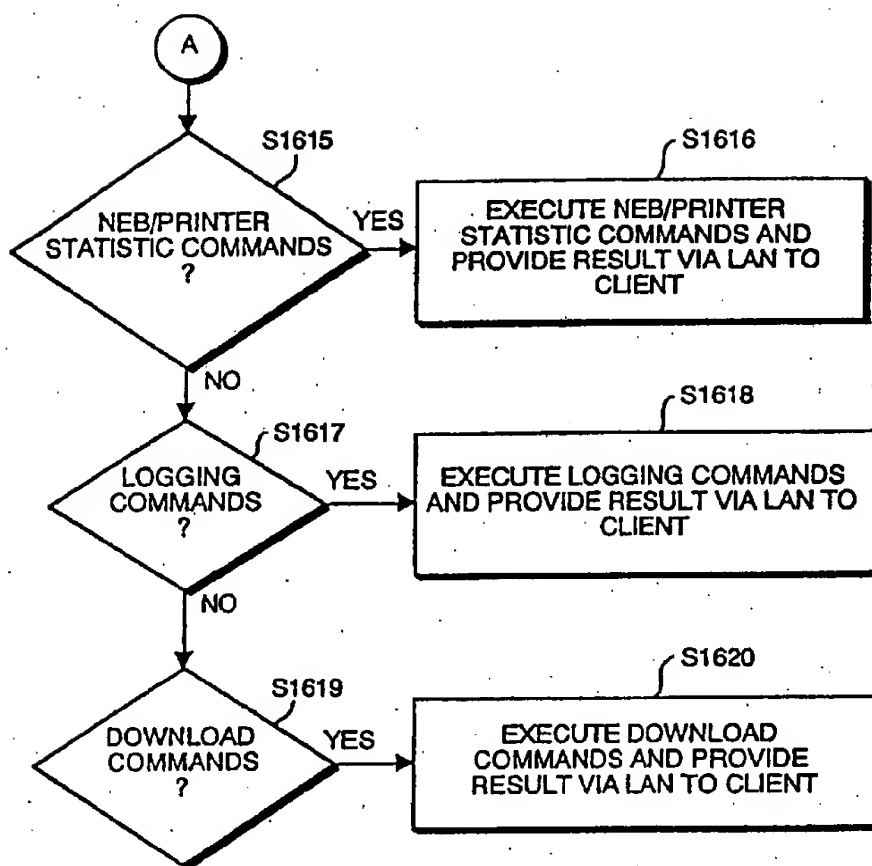 A
S1615
NEB/PRINTER
STATISTIC COMMANDS
?
YES
S1616
EXECUTE NEB/PRINTER
STATISTIC COMMANDS AND
PROVIDE RESULT VIA LAN TO
CLIENT
NO
S1617
LOGGING
COMMANDS
?
YES
S1618
EXECUTE LOGGING COMMANDS
AND PROVIDE RESULT VIA LAN TO
CLIENT
NO
S1619
DOWNLOAD
COMMANDS
?
YES
S1620
EXECUTE DOWNLOAD
COMMANDS AND PROVIDE
RESULT VIA LAN TO CLIENT